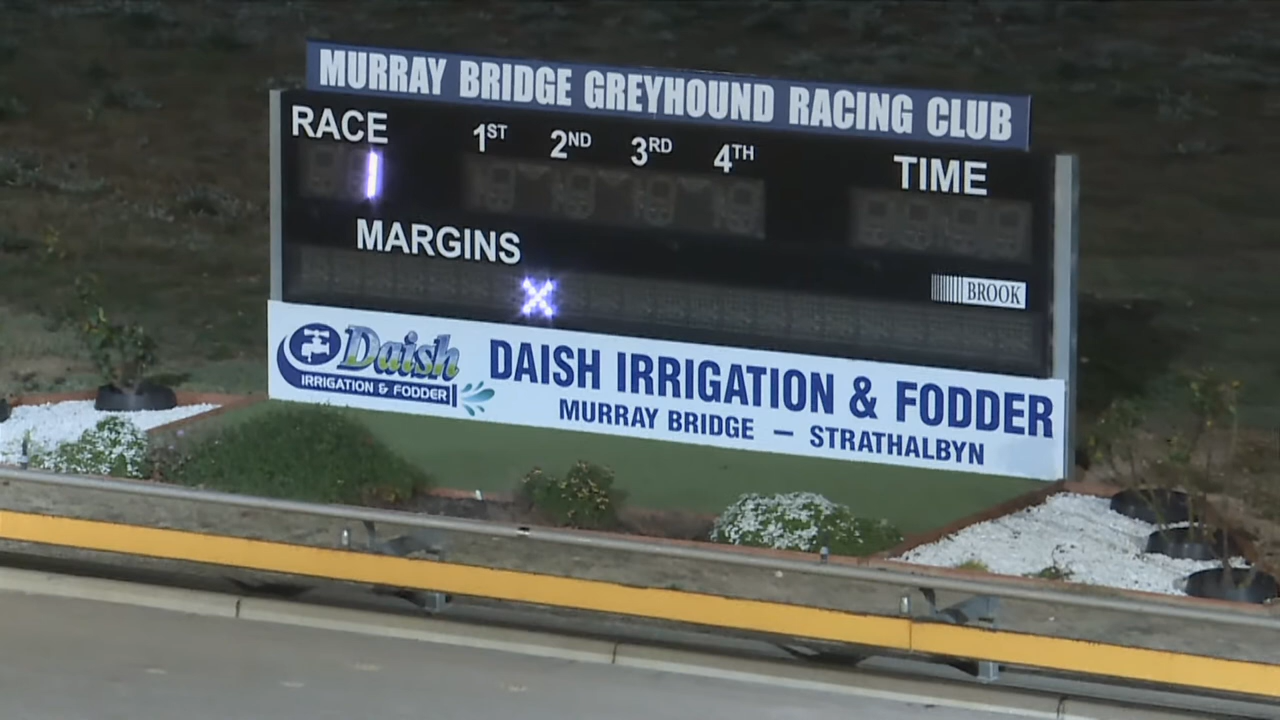 MURRAY BRIDGE GREYHOUND RACING CLUB
RACE 1ST 2ND 3RD 4TH TIME
1
MARGINS
X
BROOK
Daish
IRRIGATION & FODDER
DAISH IRRIGATION & FODDER
MURRAY BRIDGE — STRATHALBYN